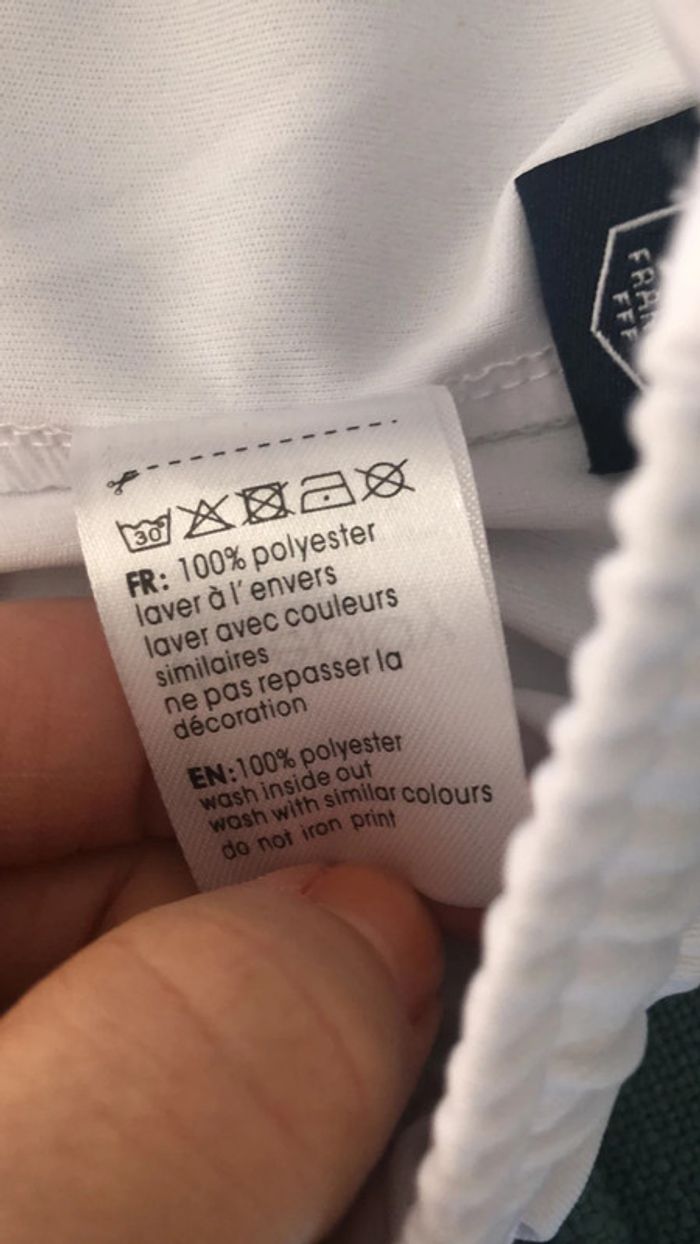 30
FR: 100% polyester
laver à l' envers
laver avec couleurs
similaires
ne pas repasser la
décoration
EN:100% polyester
wash inside out
wash with similar colours
do not iron print
FFF